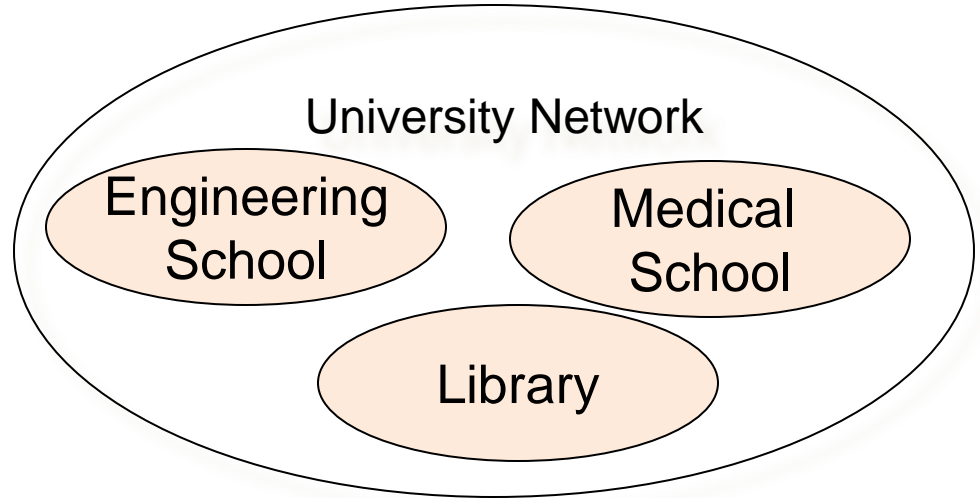 University Network
Engineering
School
Medical
School
Library